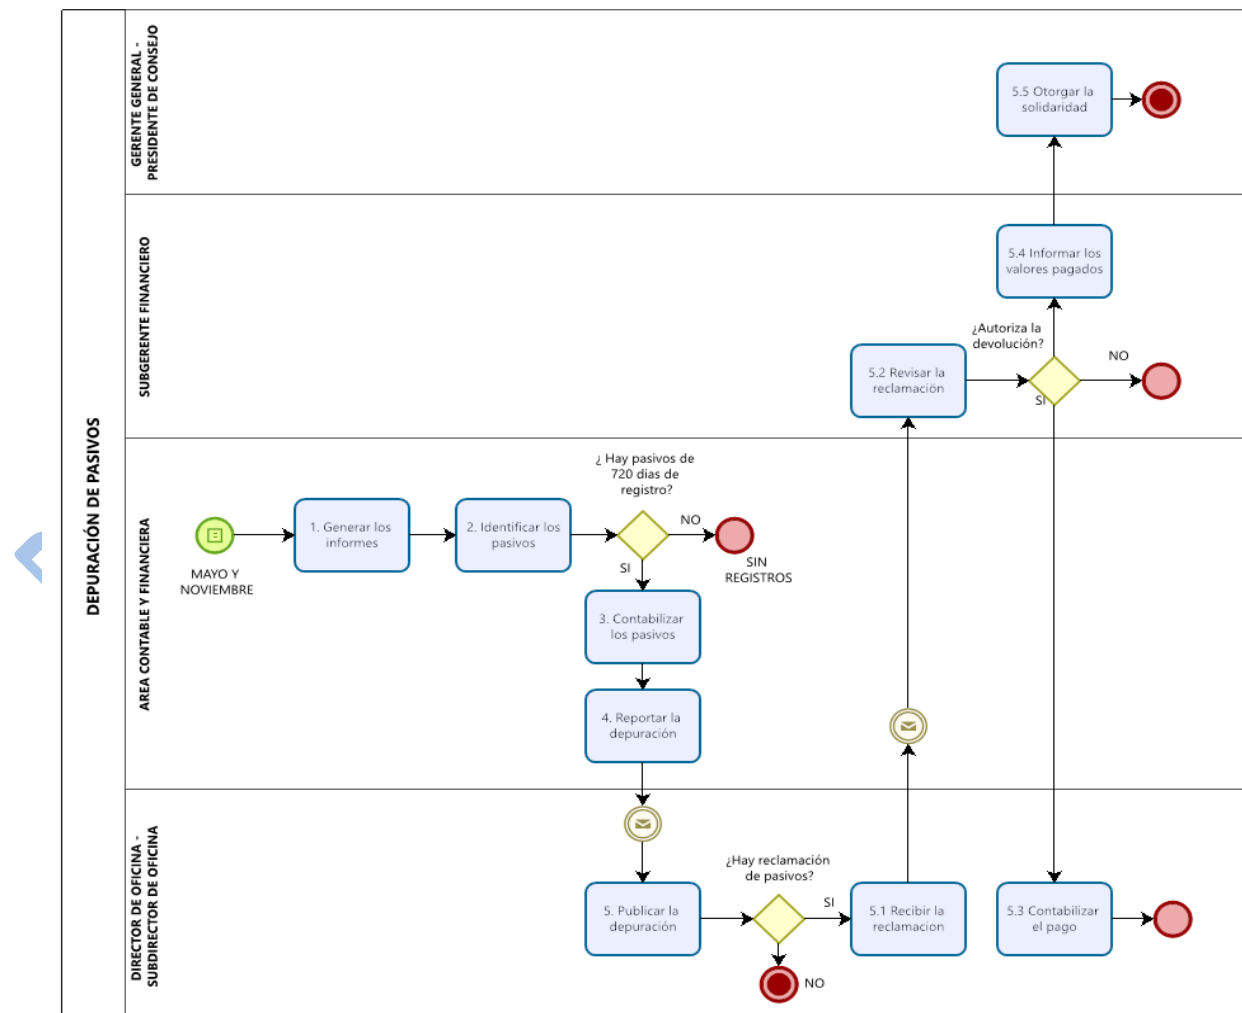 DEPURACIÓN DE PASIVOS
GERENTE GENERAL -
PRESIDENTE DE CONSEJO
5.5 Otorgar la
solidaridad
SUBGERENTE FINANCIERO
5.4 Informar los
valores pagados
¿Autoriza la
devolución?
5.2 Revisar la
reclamación
NO
SI
AREA CONTABLE Y FINANCIERA
¿ Hay pasivos de
720 dias de
registro?
MAYO Y
NOVIEMBRE
1. Generar los
informes
2. Identificar los
pasivos
NO
SIN
REGISTROS
SI
3. Contabilizar
los pasivos
4. Reportar la
depuración
DIRECTOR DE OFICINA -
SUBDIRECTOR DE OFICINA
¿Hay reclamación
de pasivos?
5. Publicar la
depuración
SI
5.1 Recibir la
reclamacion
5.3 Contabilizar
el pago
NO